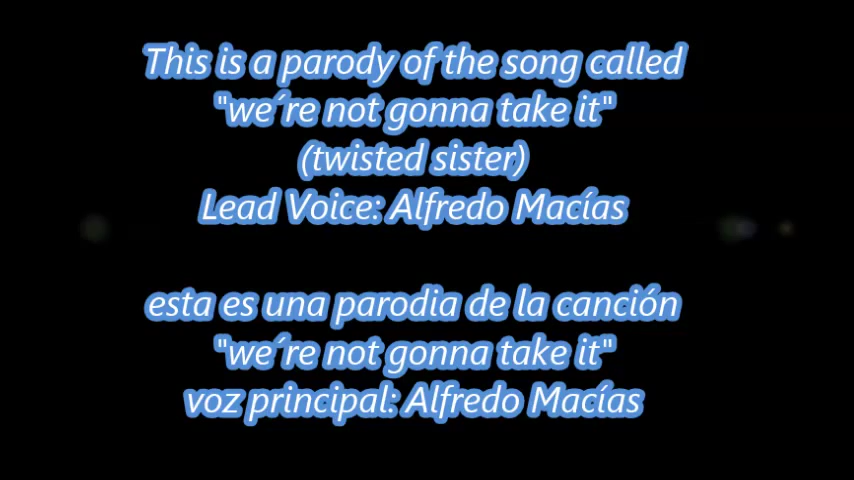 This is a parody of the song called
"we´re not gonna take it"
(twisted sister)
Lead Voice: Alfredo Macías
esta es una parodia de la canción
"we´re not gonna take it"
voz principal: Alfredo Macías